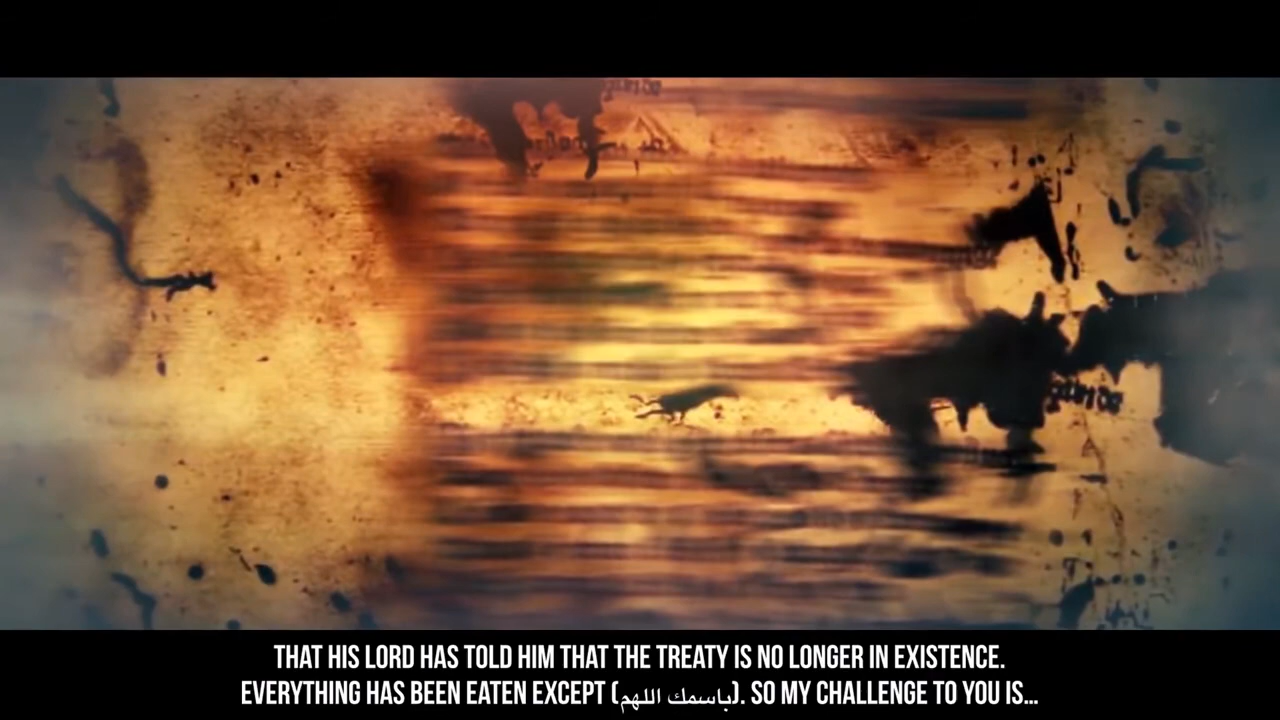 THAT HIS LORD HAS TOLD HIM THAT THE TREATY IS NO LONGER IN EXISTENCE.
EVERYTHING HAS BEEN EATEN EXCEPT (باسمك اللهم). SO MY CHALLENGE TO YOU IS...